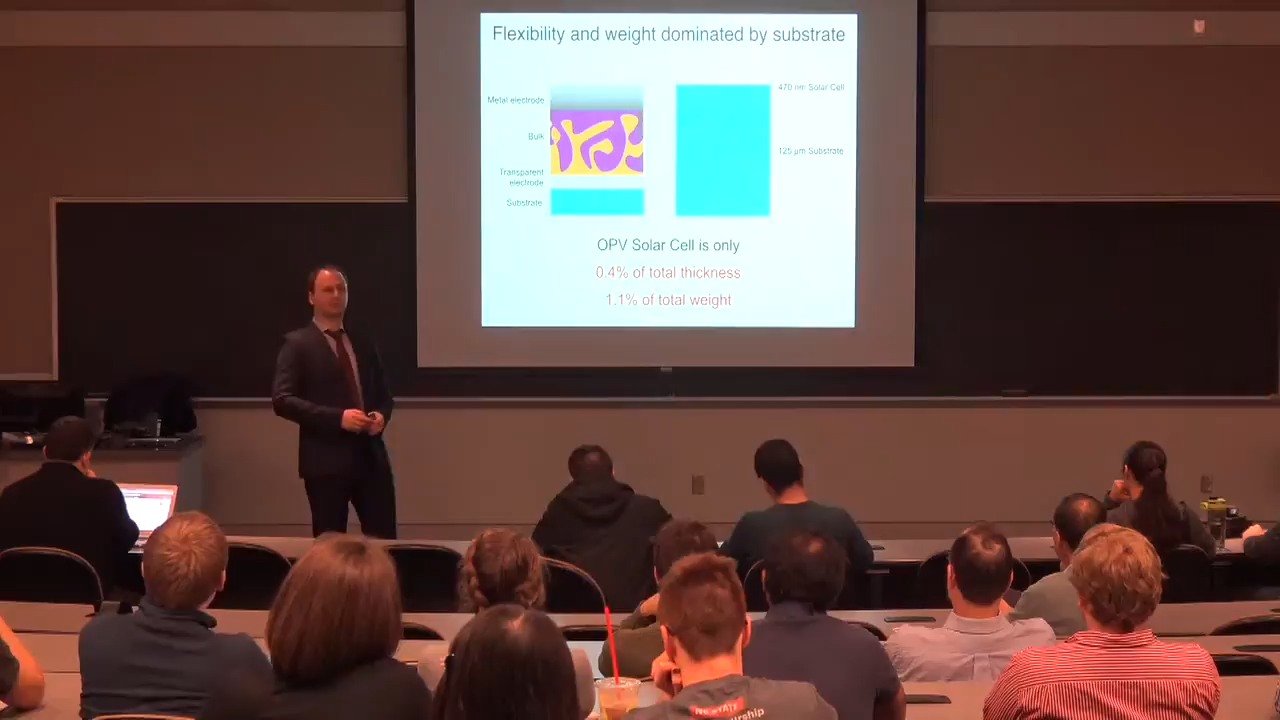 Flexibility and weight dominated by substrate
Metal electrode
Bulk
Transparent
electrode
Substrate
470 nm Solar Cell
125 µm Substrate
OPV Solar Cell is only
0.4% of total thickness
1.1% of total weight